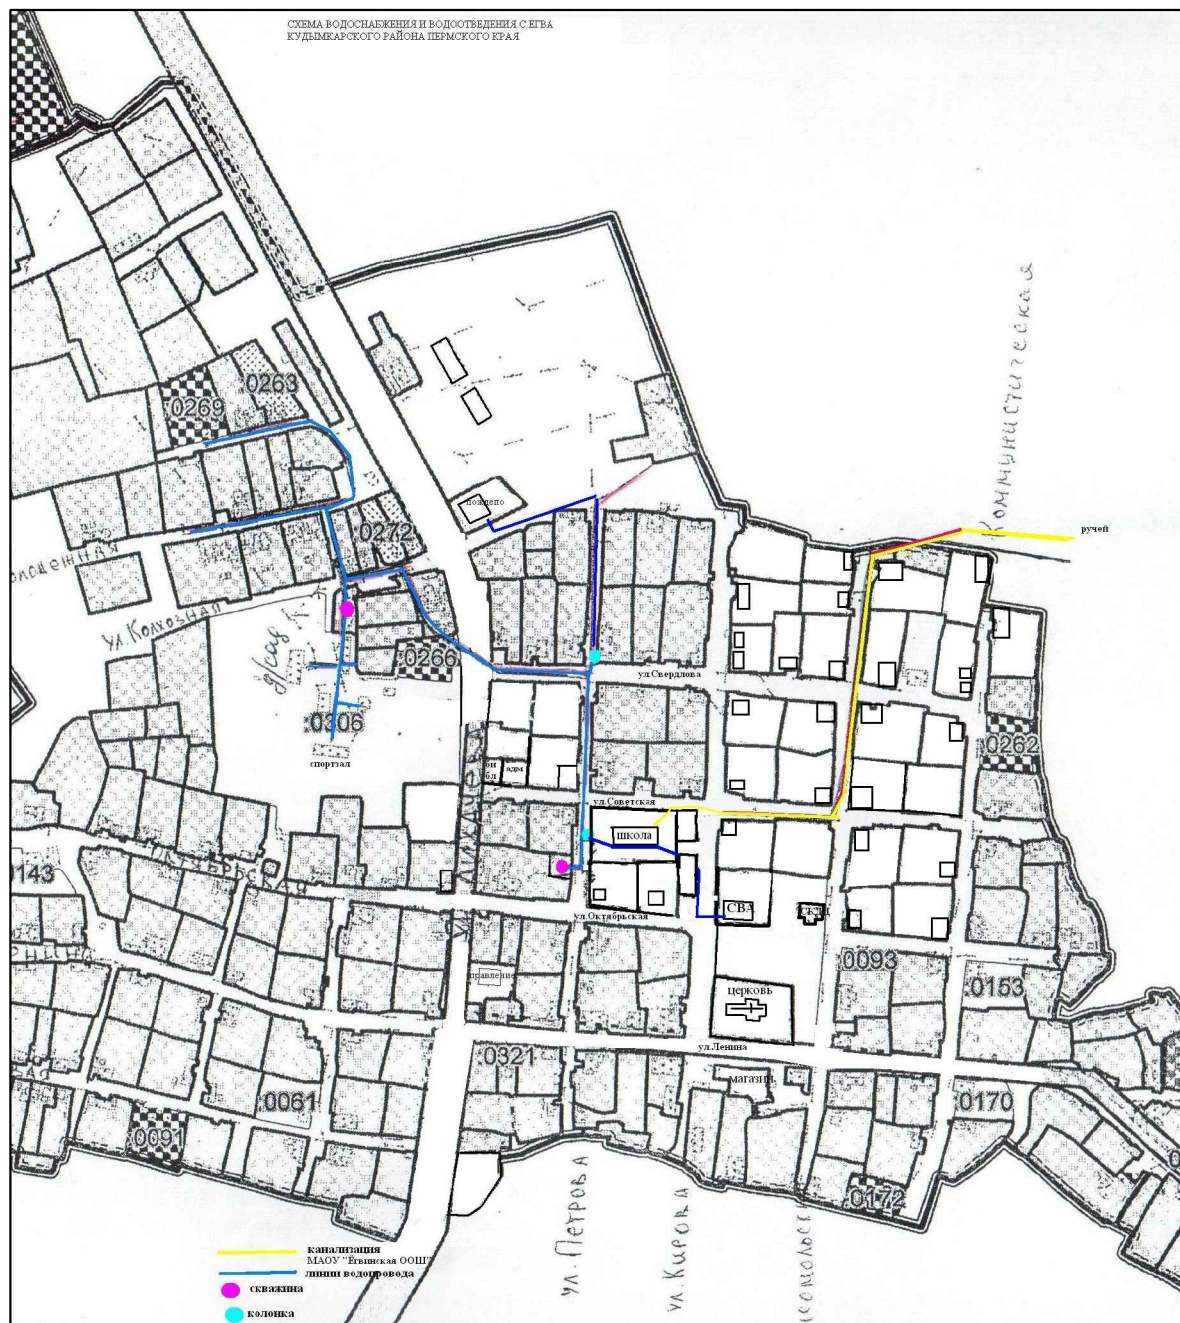 СХЕМА ВОДОСНАБЖЕНИЯ И ВОДООТВЕДЕНИЯ С.ЕГВА
КУДЫМКАРСКОГО РАЙОНА ПЕРМСКОГО КРАЯ
Коммунистическая
:0263
:0269
пождепо
:0272
ручей
ул Колхозная
:0266
ул.Свердлова
:0306
спортзал
:0262
адм
ул.Советская
школа
:0143
СВА
ул.Октябрьская
:0093
правление
:0153
церковь
ул.Ленина
:0321
магазин
:0061
:0170
:0091
:0172
ул. ПЕТРОВА
ул КИРОВА
канализация
МАОУ "Ёгвинская ООШ"
линии водопровода
скважина
колонка